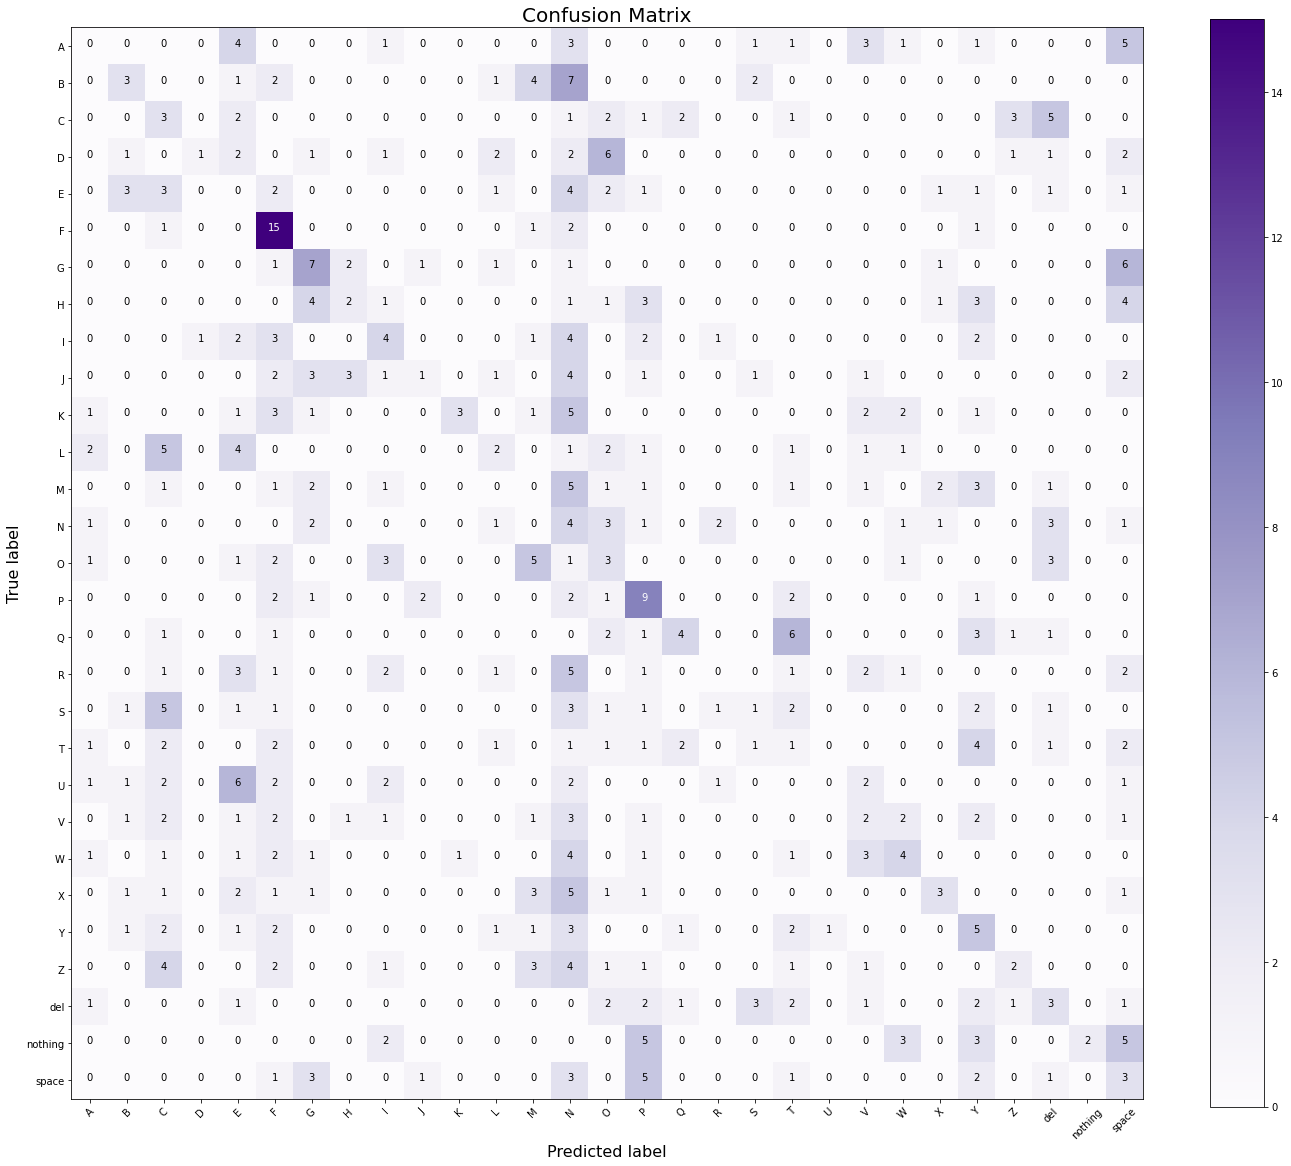 Confusion Matrix
A 0 0 0 0 4 0 0 0 1 0 0 0 0 3 0 0 0 0 1 1 0 3 1 0 1 0 0 0 5
B 0 3 0 0 1 2 0 0 0 0 0 1 4 7 0 0 0 0 2 0 0 0 0 0 0 0 0 0 0
C 0 0 3 0 2 0 0 0 0 0 0 0 0 1 2 1 2 0 0 1 0 0 0 0 0 3 5 0 0
D 0 1 0 1 2 0 1 0 1 0 0 2 0 2 6 0 0 0 0 0 0 0 0 0 0 1 1 0 2
E 0 3 3 0 0 2 0 0 0 0 0 1 0 4 2 1 0 0 0 0 0 0 0 1 1 0 1 0 1
F 0 0 1 0 0 15 0 0 0 0 0 0 1 2 0 0 0 0 0 0 0 0 0 0 1 0 0 0 0
G 0 0 0 0 0 1 7 2 0 1 0 1 0 1 0 0 0 0 0 0 0 0 0 1 0 0 0 0 6
H 0 0 0 0 0 0 4 2 1 0 0 0 0 1 1 3 0 0 0 0 0 0 0 1 3 0 0 0 4
I 0 0 0 1 2 3 0 0 4 0 0 0 1 4 0 2 0 1 0 0 0 0 0 0 2 0 0 0 0
J 0 0 0 0 0 2 3 3 1 1 0 1 0 4 0 1 0 0 1 0 0 1 0 0 0 0 0 0 2
K 1 0 0 0 1 3 1 0 0 0 3 0 1 5 0 0 0 0 0 0 0 2 2 0 1 0 0 0 0
L 2 0 5 0 4 0 0 0 0 0 0 2 0 1 2 1 0 0 0 1 0 1 1 0 0 0 0 0 0
M 0 0 1 0 0 1 2 0 1 0 0 0 0 5 1 1 0 0 0 1 0 1 0 2 3 0 1 0 0
N 1 0 0 0 0 0 2 0 0 0 0 1 0 4 3 1 0 2 0 0 0 0 1 1 0 0 3 0 1
O 1 0 0 0 1 2 0 0 3 0 0 0 5 1 3 0 0 0 0 0 0 0 1 0 0 0 3 0 0
P 0 0 0 0 0 2 1 0 0 2 0 0 0 2 1 9 0 0 0 2 0 0 0 0 1 0 0 0 0
Q 0 0 1 0 0 1 0 0 0 0 0 0 0 0 2 1 4 0 0 6 0 0 0 0 3 1 1 0 0
R 0 0 1 0 3 1 0 0 2 0 0 1 0 5 0 1 0 0 0 1 0 2 1 0 0 0 0 0 2
S 0 1 5 0 1 1 0 0 0 0 0 0 0 3 1 1 0 1 1 2 0 0 0 0 2 0 1 0 0
T 1 0 2 0 0 2 0 0 0 0 0 1 0 1 1 1 2 0 1 1 0 0 0 0 4 0 1 0 2
U 1 1 2 0 6 2 0 0 2 0 0 0 0 2 0 0 0 1 0 0 0 2 0 0 0 0 0 0 1
V 0 1 2 0 1 2 0 1 1 0 0 0 1 3 0 1 0 0 0 0 0 2 2 0 2 0 0 0 1
W 1 0 1 0 1 2 1 0 0 0 1 0 0 4 0 1 0 0 0 1 0 3 4 0 0 0 0 0 0
X 0 1 1 0 2 1 1 0 0 0 0 0 3 5 1 1 0 0 0 0 0 0 0 3 0 0 0 0 1
Y 0 1 2 0 1 2 0 0 0 0 0 1 1 3 0 0 1 0 0 2 1 0 0 0 5 0 0 0 0
Z 0 0 4 0 0 2 0 0 1 0 0 0 3 4 1 1 0 0 0 1 0 1 0 0 0 2 0 0 0
del 1 0 0 0 1 0 0 0 0 0 0 0 0 0 2 2 1 0 3 2 0 1 0 0 2 1 3 0 1
nothing 0 0 0 0 0 0 0 0 2 0 0 0 0 0 0 5 0 0 0 0 0 0 3 0 3 0 0 2 5
space 0 0 0 0 0 1 3 0 0 1 0 0 0 3 0 5 0 0 0 1 0 0 0 0 2 0 1 0 3
A B C D E F G H I J K L M N O P Q R S T U V W X Y Z del nothing space
Predicted label
True label
14
12
10
8
6
4
2
0